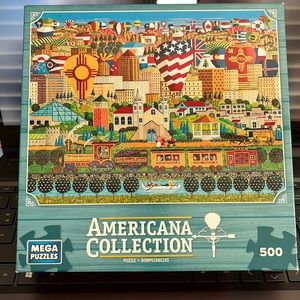 AMERICANA
COLLECTION
PUZZLE • ROMPECABEZAS
MEGA
PUZZLES
500